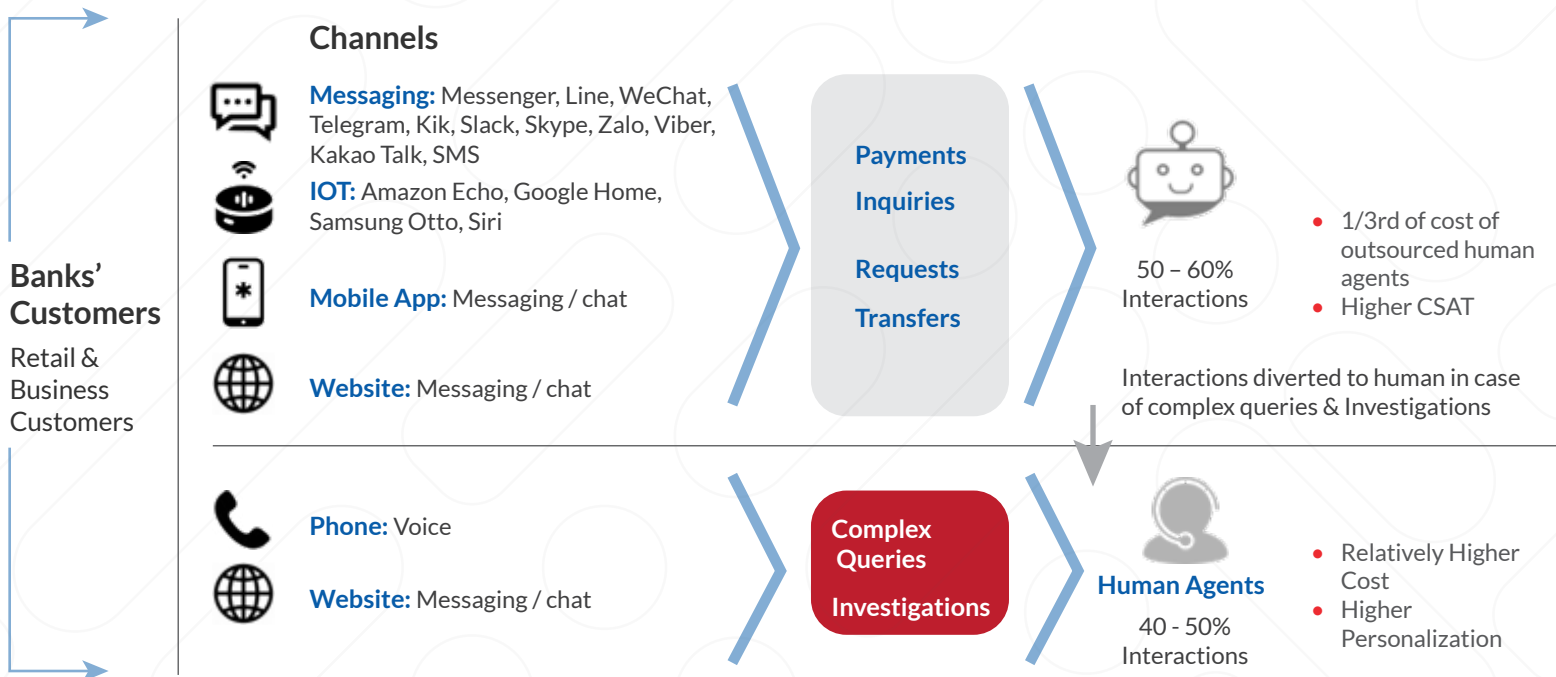 Channels
Messaging: Messenger, Line, WeChat,
Telegram, Kik, Slack, Skype, Zalo, Viber,
Kakao Talk, SMS
IOT: Amazon Echo, Google Home,
Samsung Otto, Siri
Mobile App: Messaging / chat
Website: Messaging / chat
Banks’
Customers
Retail &
Business
Customers
Payments
Inquiries
Requests
Transfers
50 – 60%
Interactions
• 1/3rd of cost of
outsourced human
agents
• Higher CSAT
Interactions diverted to human in case
of complex queries & Investigations
Phone: Voice
Website: Messaging / chat
Complex
Queries
Investigations
Human Agents
40 - 50%
Interactions
• Relatively Higher
Cost
• Higher
Personalization